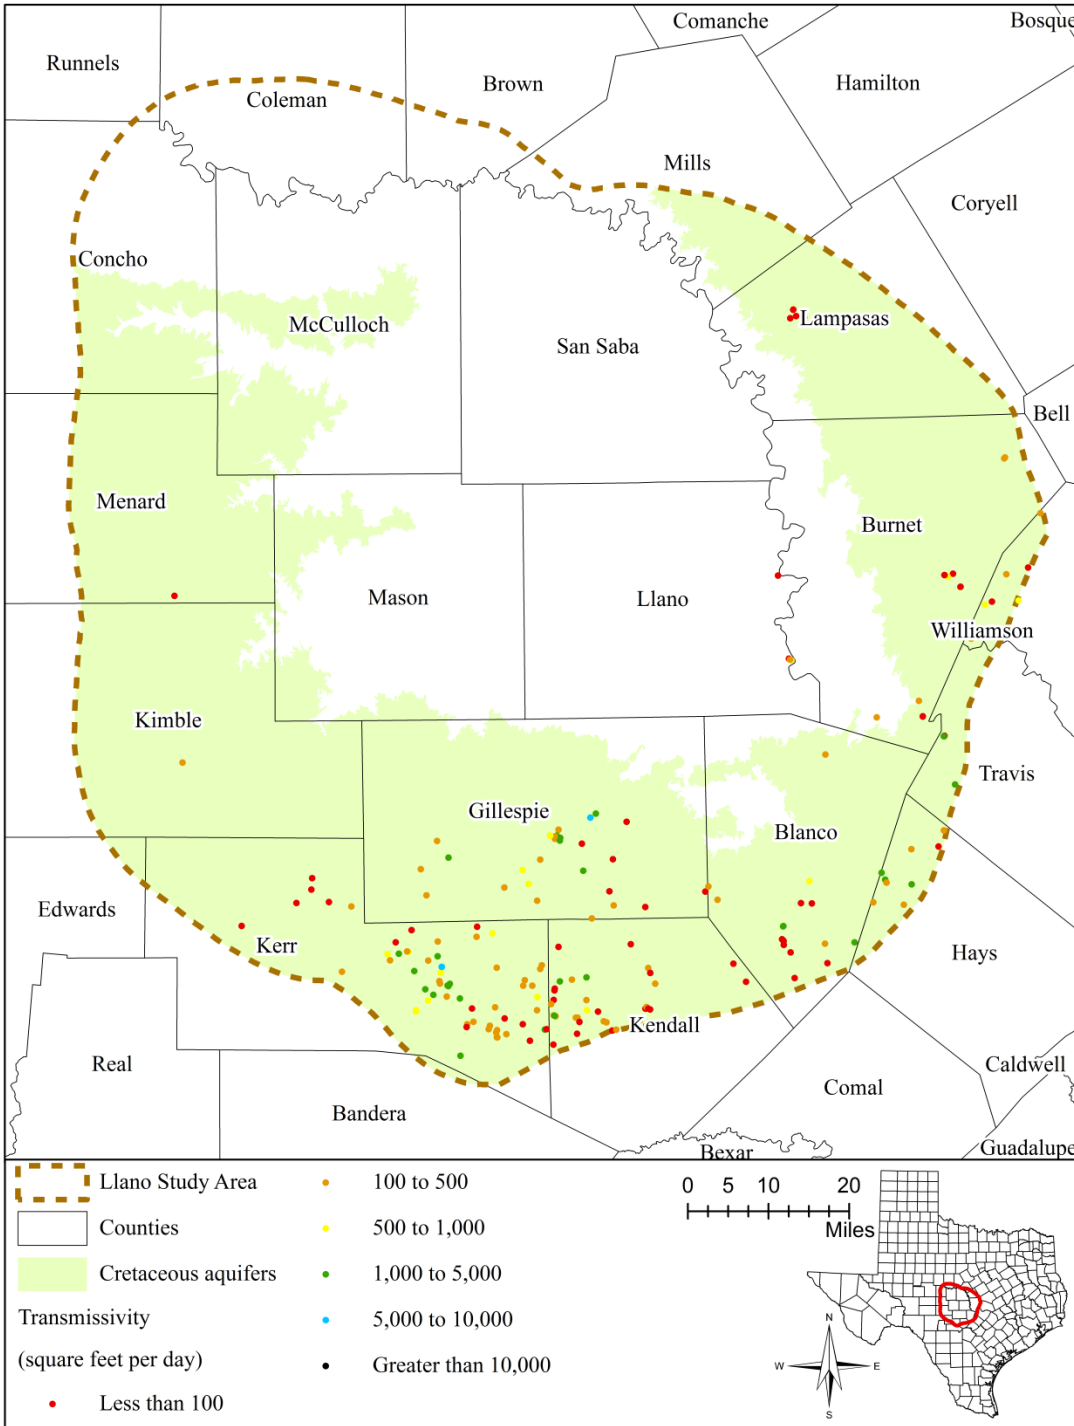 Comanche
Bosque
Runnels
Brown
Hamilton
Coleman
Mills
Coryell
Concho
McCulloch
Lampasas
San Saba
Bell
Menard
Burnet
Mason
Llano
Williamson
Kimble
Travis
Gillespie
Blanco
Edwards
Kerr
Hays
Kendall
Real
Caldwell
Comal
Bandera
Guadalupe
Bexar
Llano Study Area
Counties
Cretaceous aquifers
Transmissivity
(square feet per day)
Less than 100
100 to 500
500 to 1,000
1,000 to 5,000
5,000 to 10,000
Greater than 10,000
0 5 10 20
Miles
N
W E
S